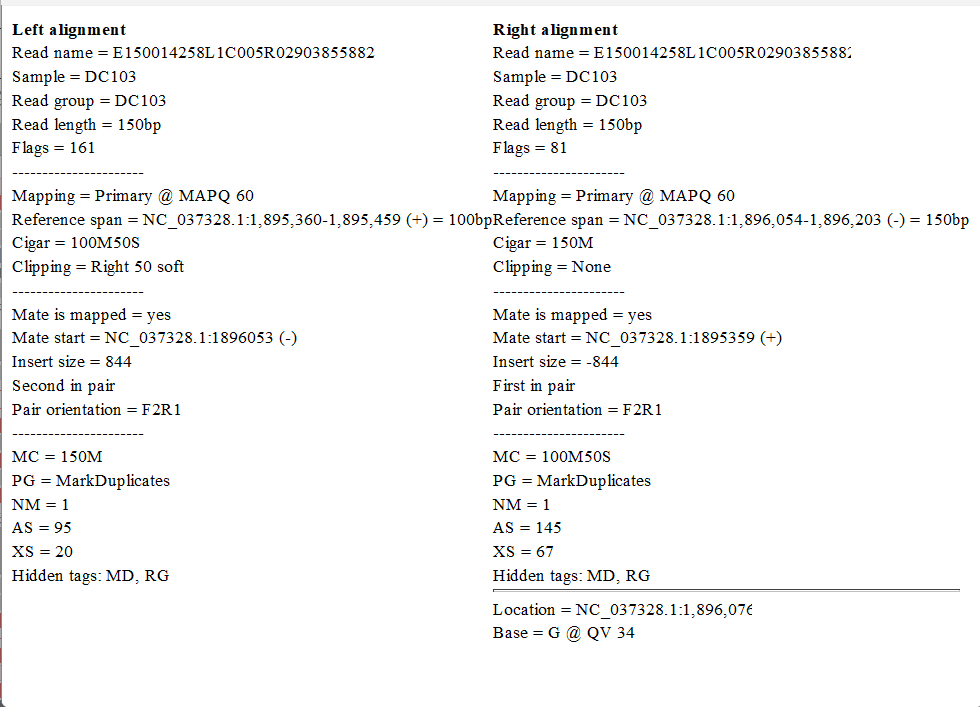 Left alignment
Read name = E150014258L1C005R02903855882
Sample = DC103
Read group = DC103
Read length = 150bp
Flags = 161
----------------------
Mapping = Primary @ MAPQ 60
Reference span = NC_037328.1:1,895,360-1,895,459 (+) = 100bp
Cigar = 100M50S
Clipping = Right 50 soft
----------------------
Mate is mapped = yes
Mate start = NC_037328.1:1896053 (-)
Insert size = 844
Second in pair
Pair orientation = F2R1
----------------------
MC = 150M
PG = MarkDuplicates
NM = 1
AS = 95
XS = 20
Hidden tags: MD, RG
Right alignment
Read name = E150014258L1C005R02903855882
Sample = DC103
Read group = DC103
Read length = 150bp
Flags = 81
----------------------
Mapping = Primary @ MAPQ 60
Reference span = NC_037328.1:1,896,054-1,896,203 (-) = 150bp
Cigar = 150M
Clipping = None
----------------------
Mate is mapped = yes
Mate start = NC_037328.1:1895359 (+)
Insert size = -844
First in pair
Pair orientation = F2R1
----------------------
MC = 100M50S
PG = MarkDuplicates
NM = 1
AS = 145
XS = 67
Hidden tags: MD, RG
Location = NC_037328.1:1,896,076
Base = G @ QV 34